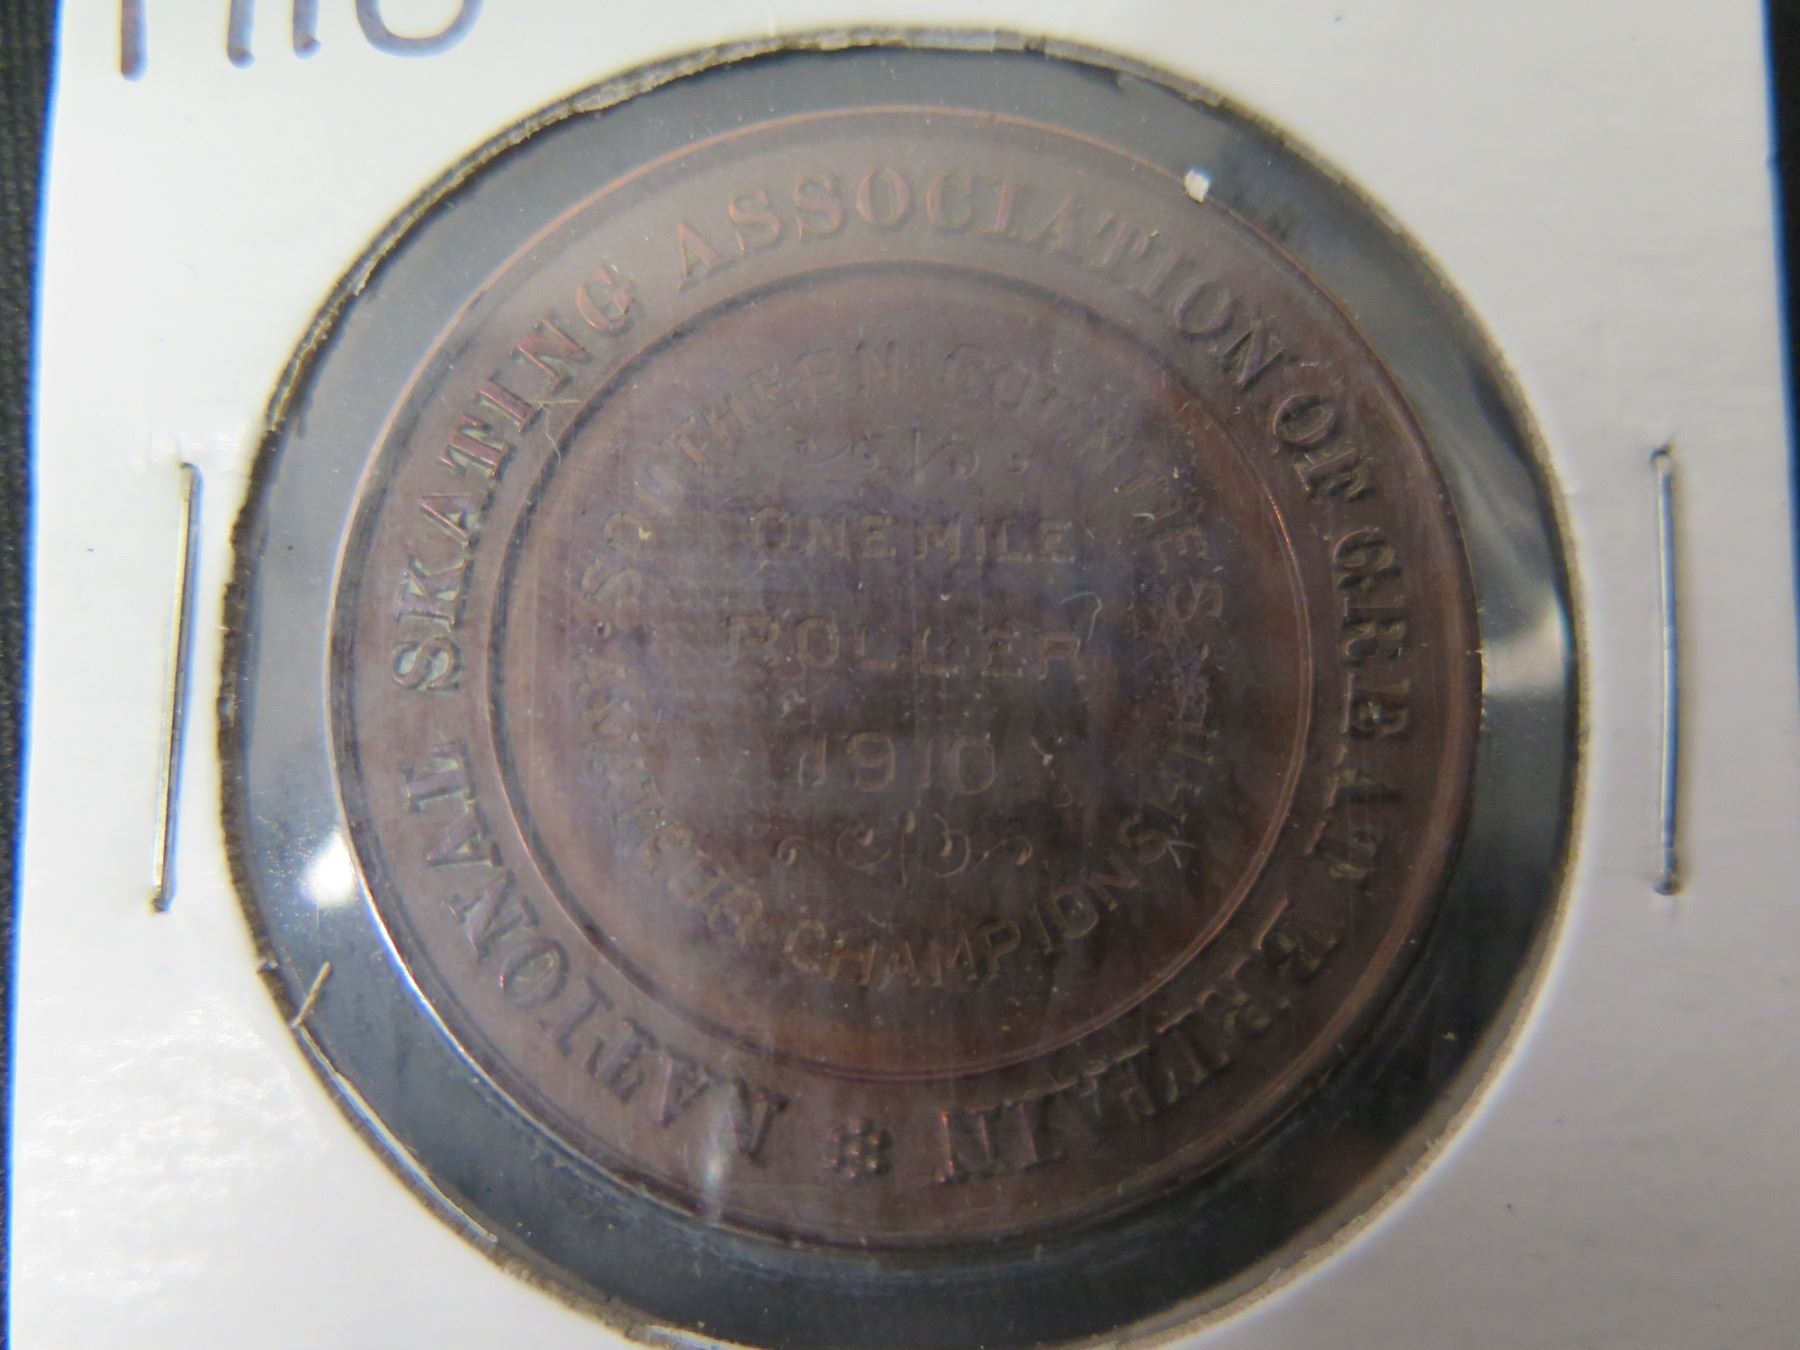 NATIONAL SKATING ASSOCIATION OF GREAT BRITAIN
SOUTHERN COUNTIES
ONE MILE
ROLLER
1910
AMATEUR CHAMPIONSHIP